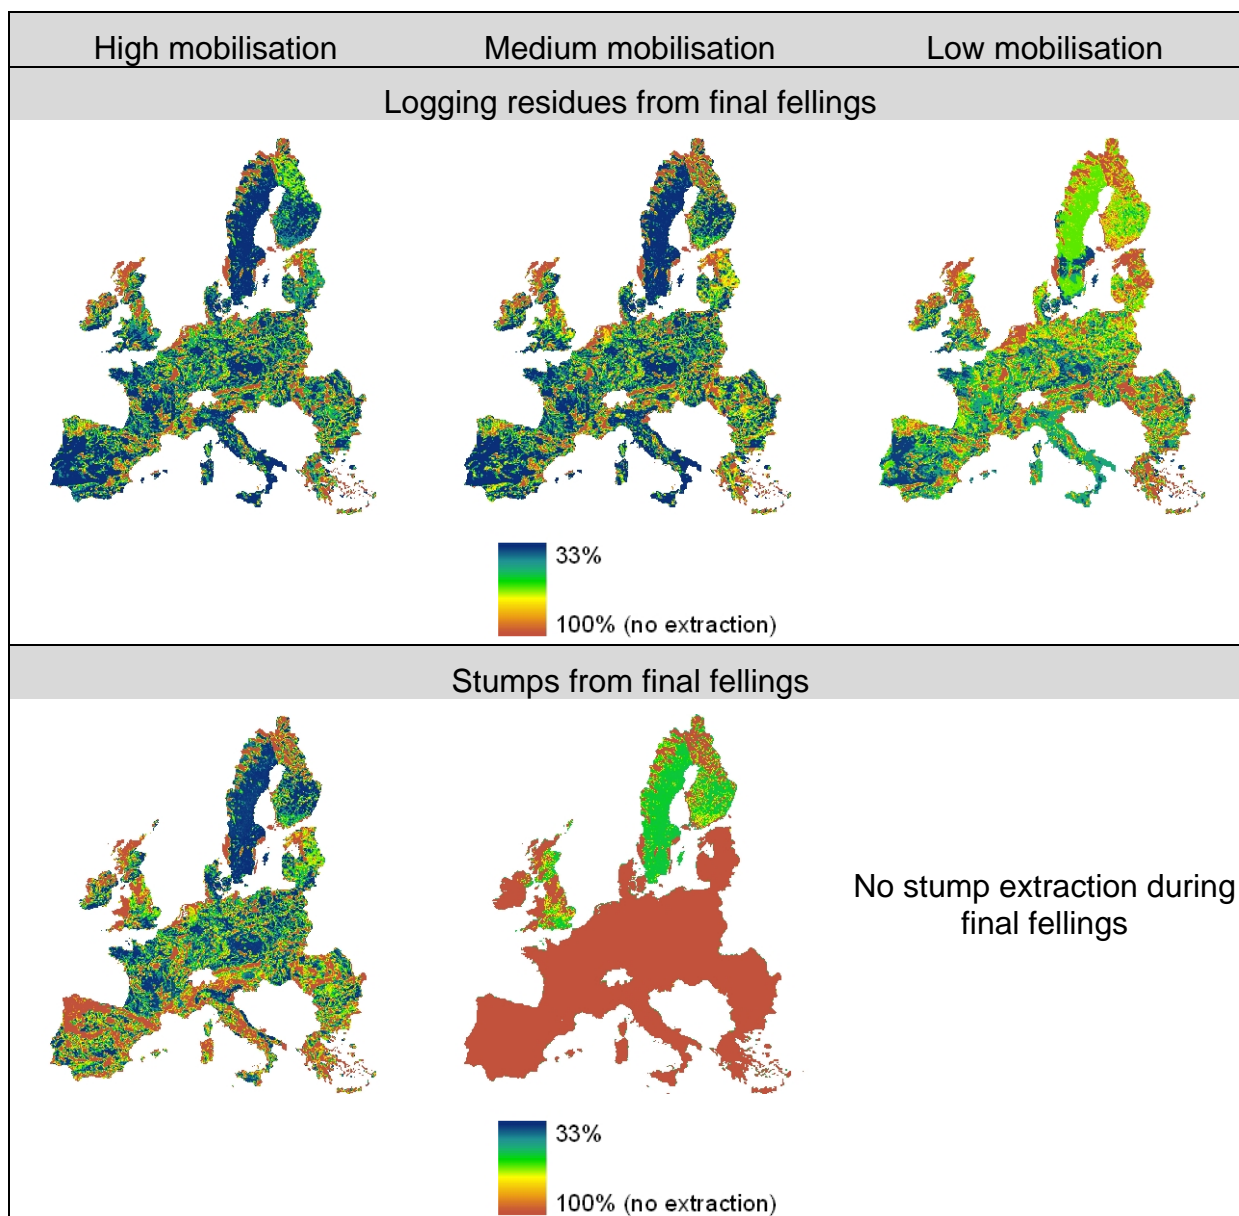 High mobilisation
Medium mobilisation
Low mobilisation
Logging residues from final fellings
33%
100% (no extraction)
Stumps from final fellings
No stump extraction during
final fellings
33%
100% (no extraction)